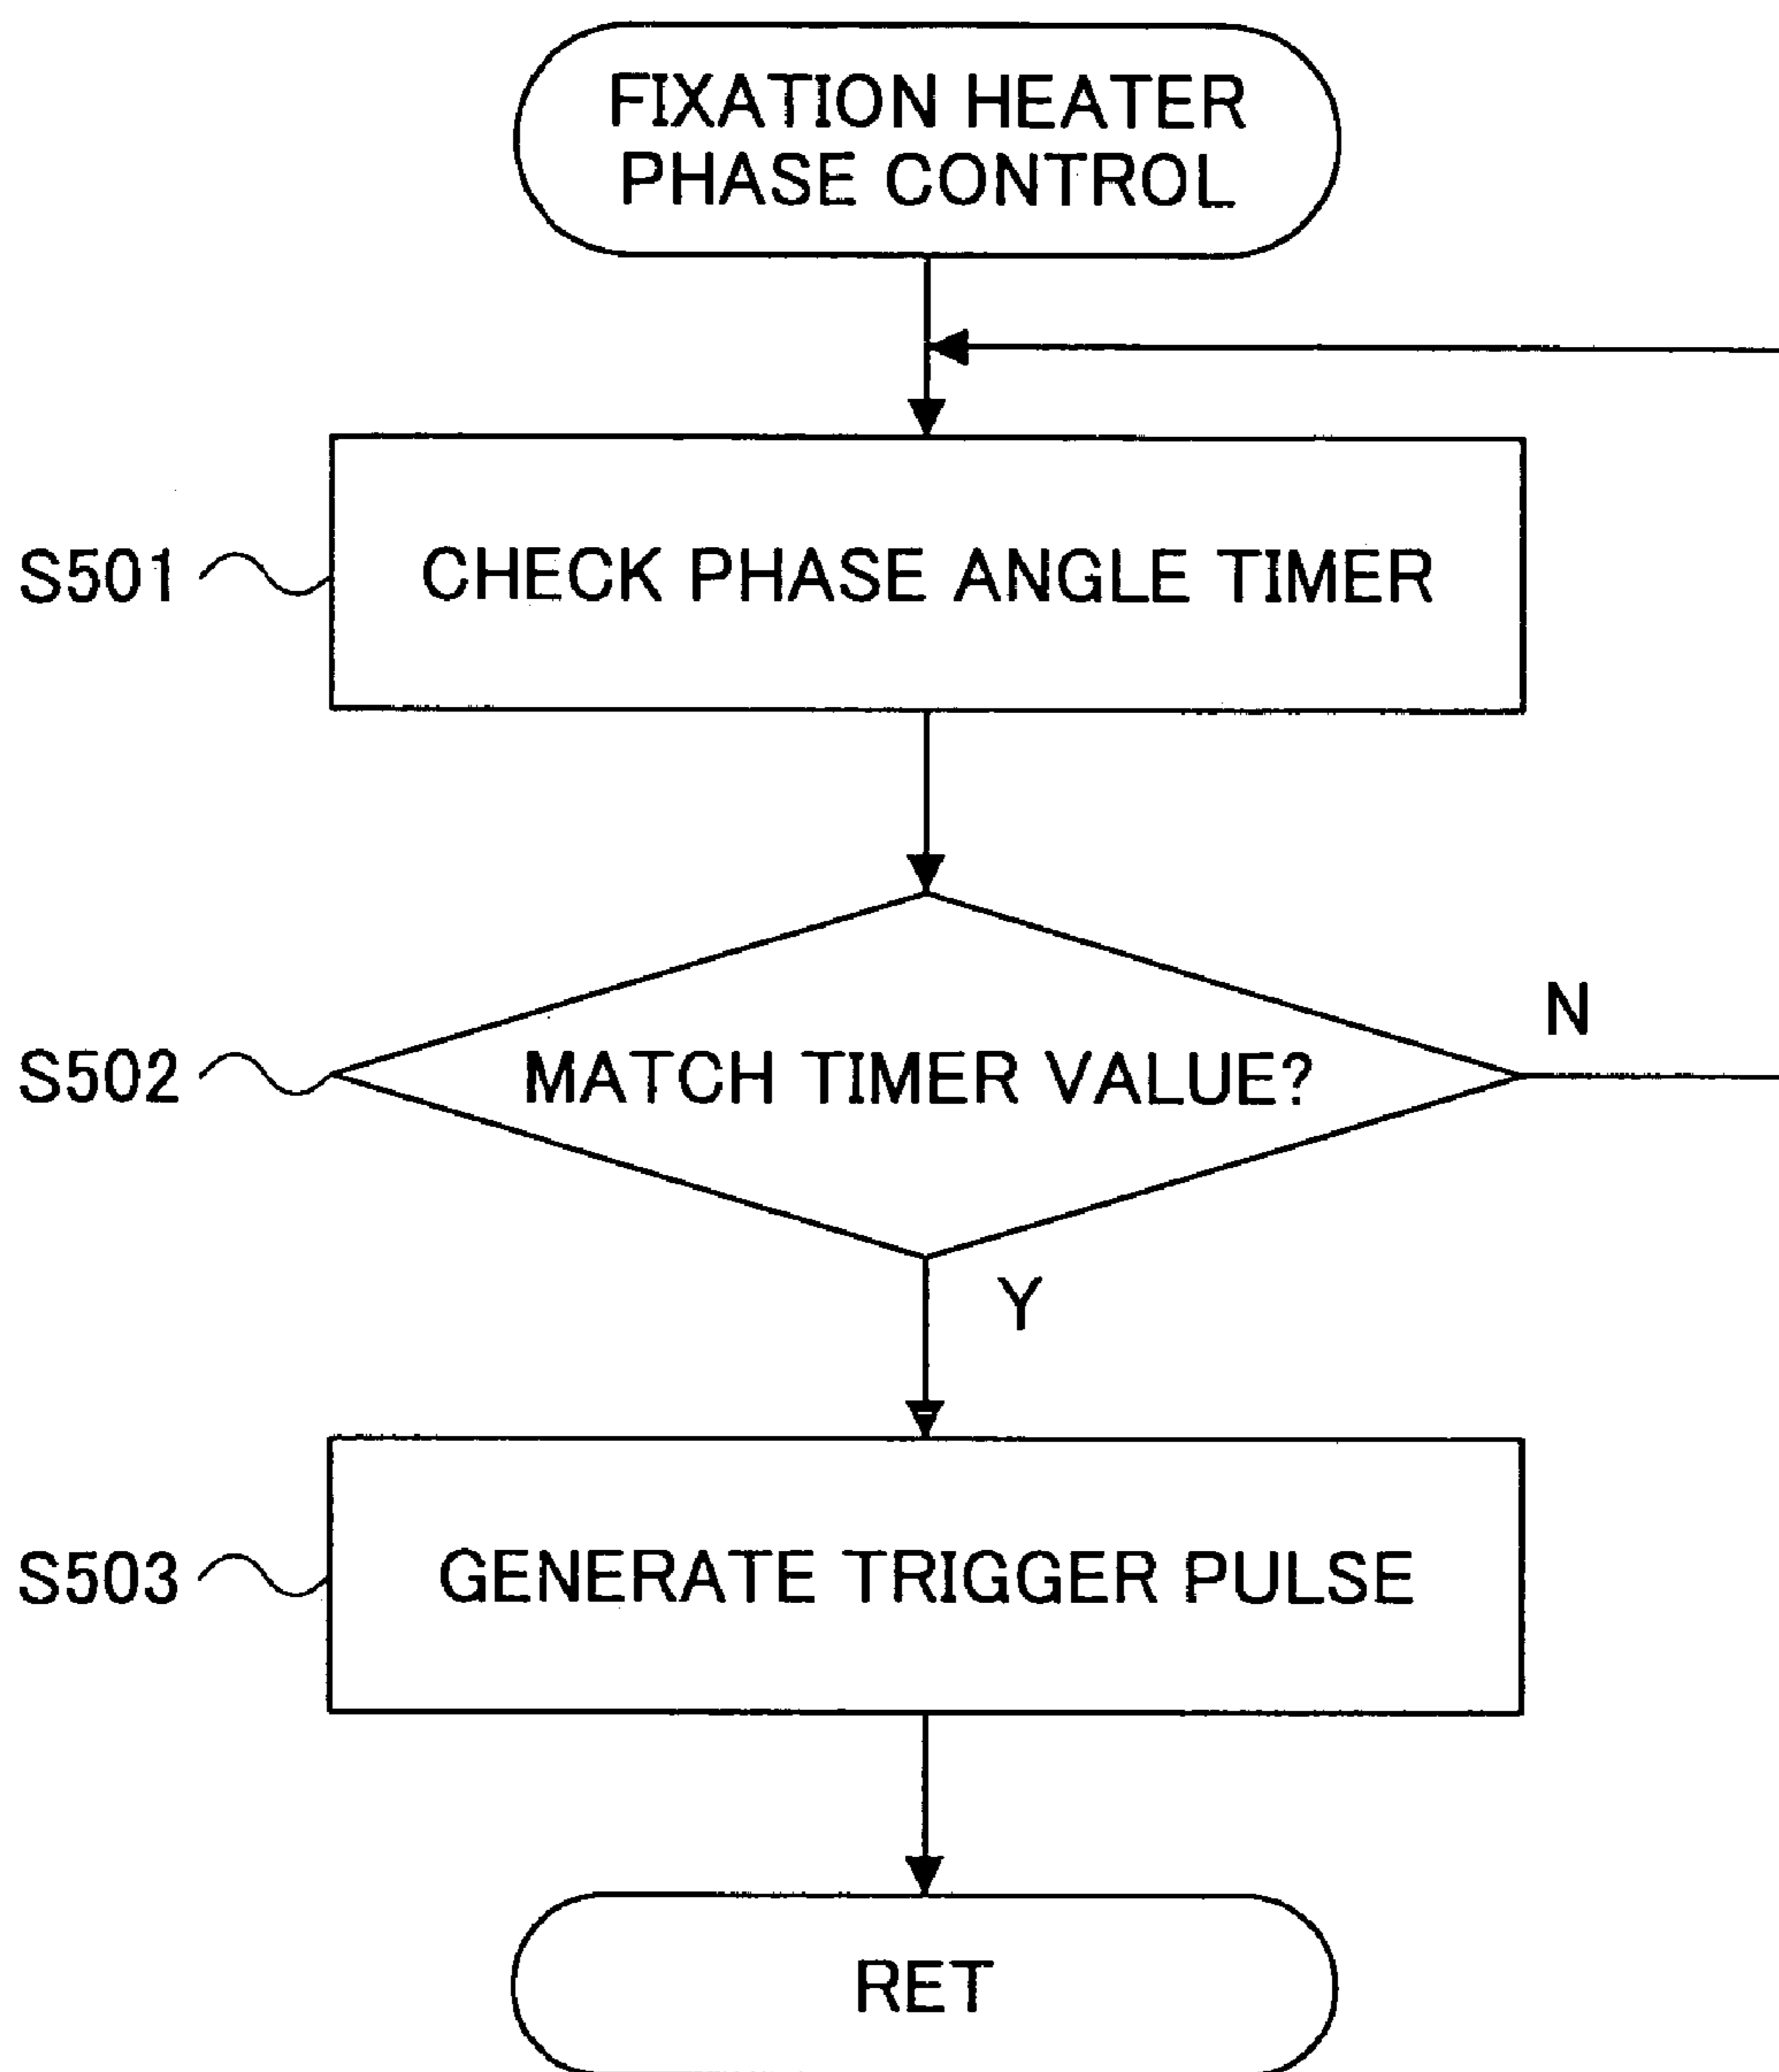 FIXATION HEATER
PHASE CONTROL
S501
CHECK PHASE ANGLE TIMER
S502
MATCH TIMER VALUE?
N
Y
S503
GENERATE TRIGGER PULSE
RET